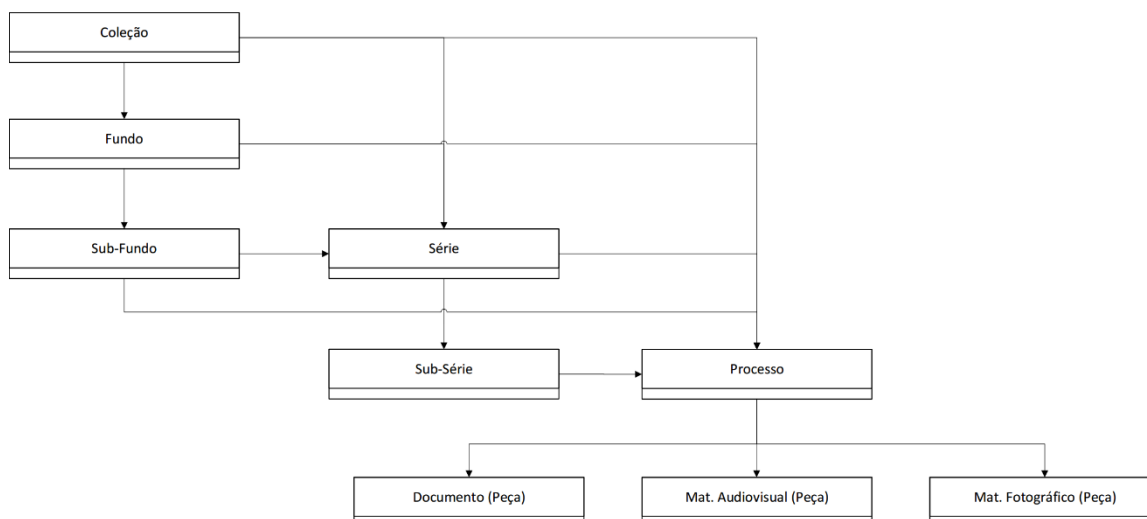 Coleção
Fundo
Sub-Fundo
Série
Sub-Série
Processo
Documento (Peça)
Mat. Audiovisual (Peça)
Mat. Fotográfico (Peça)